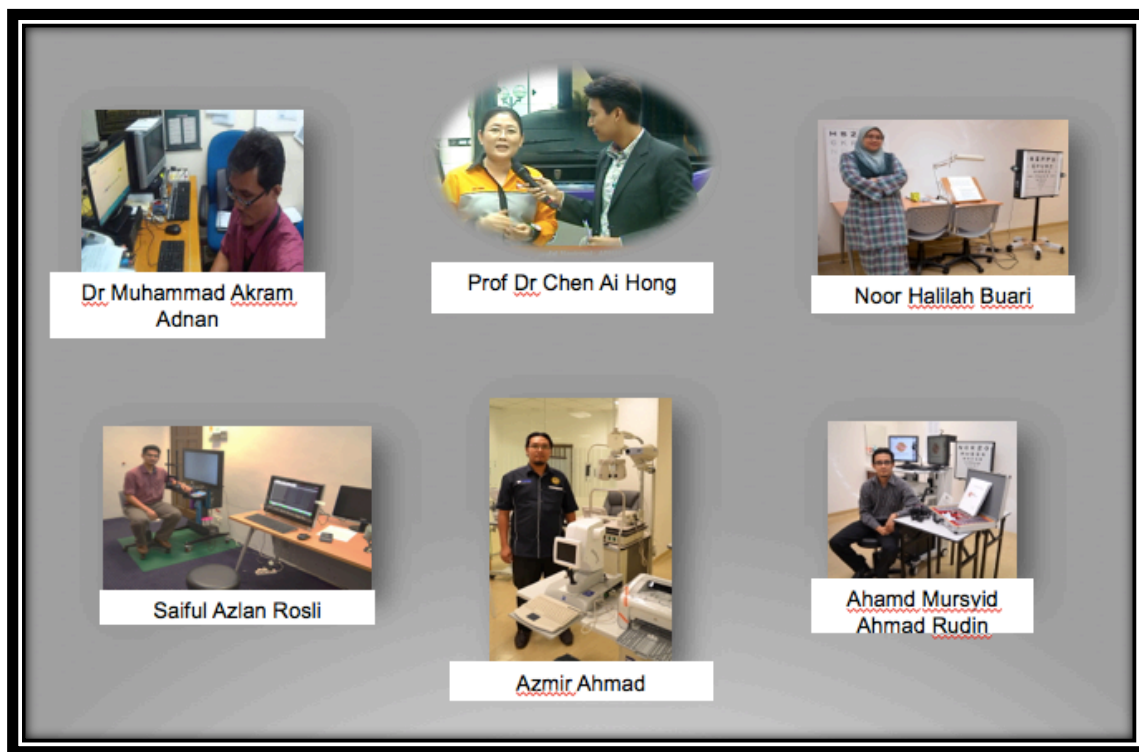 Dr Muhammad Akram
Adnan
Prof Dr Chen Ai Hong
Noor Halilah Buari
Saiful Azlan Rosli
Azmir Ahmad
Ahamd Mursyid
Ahmad Rudin